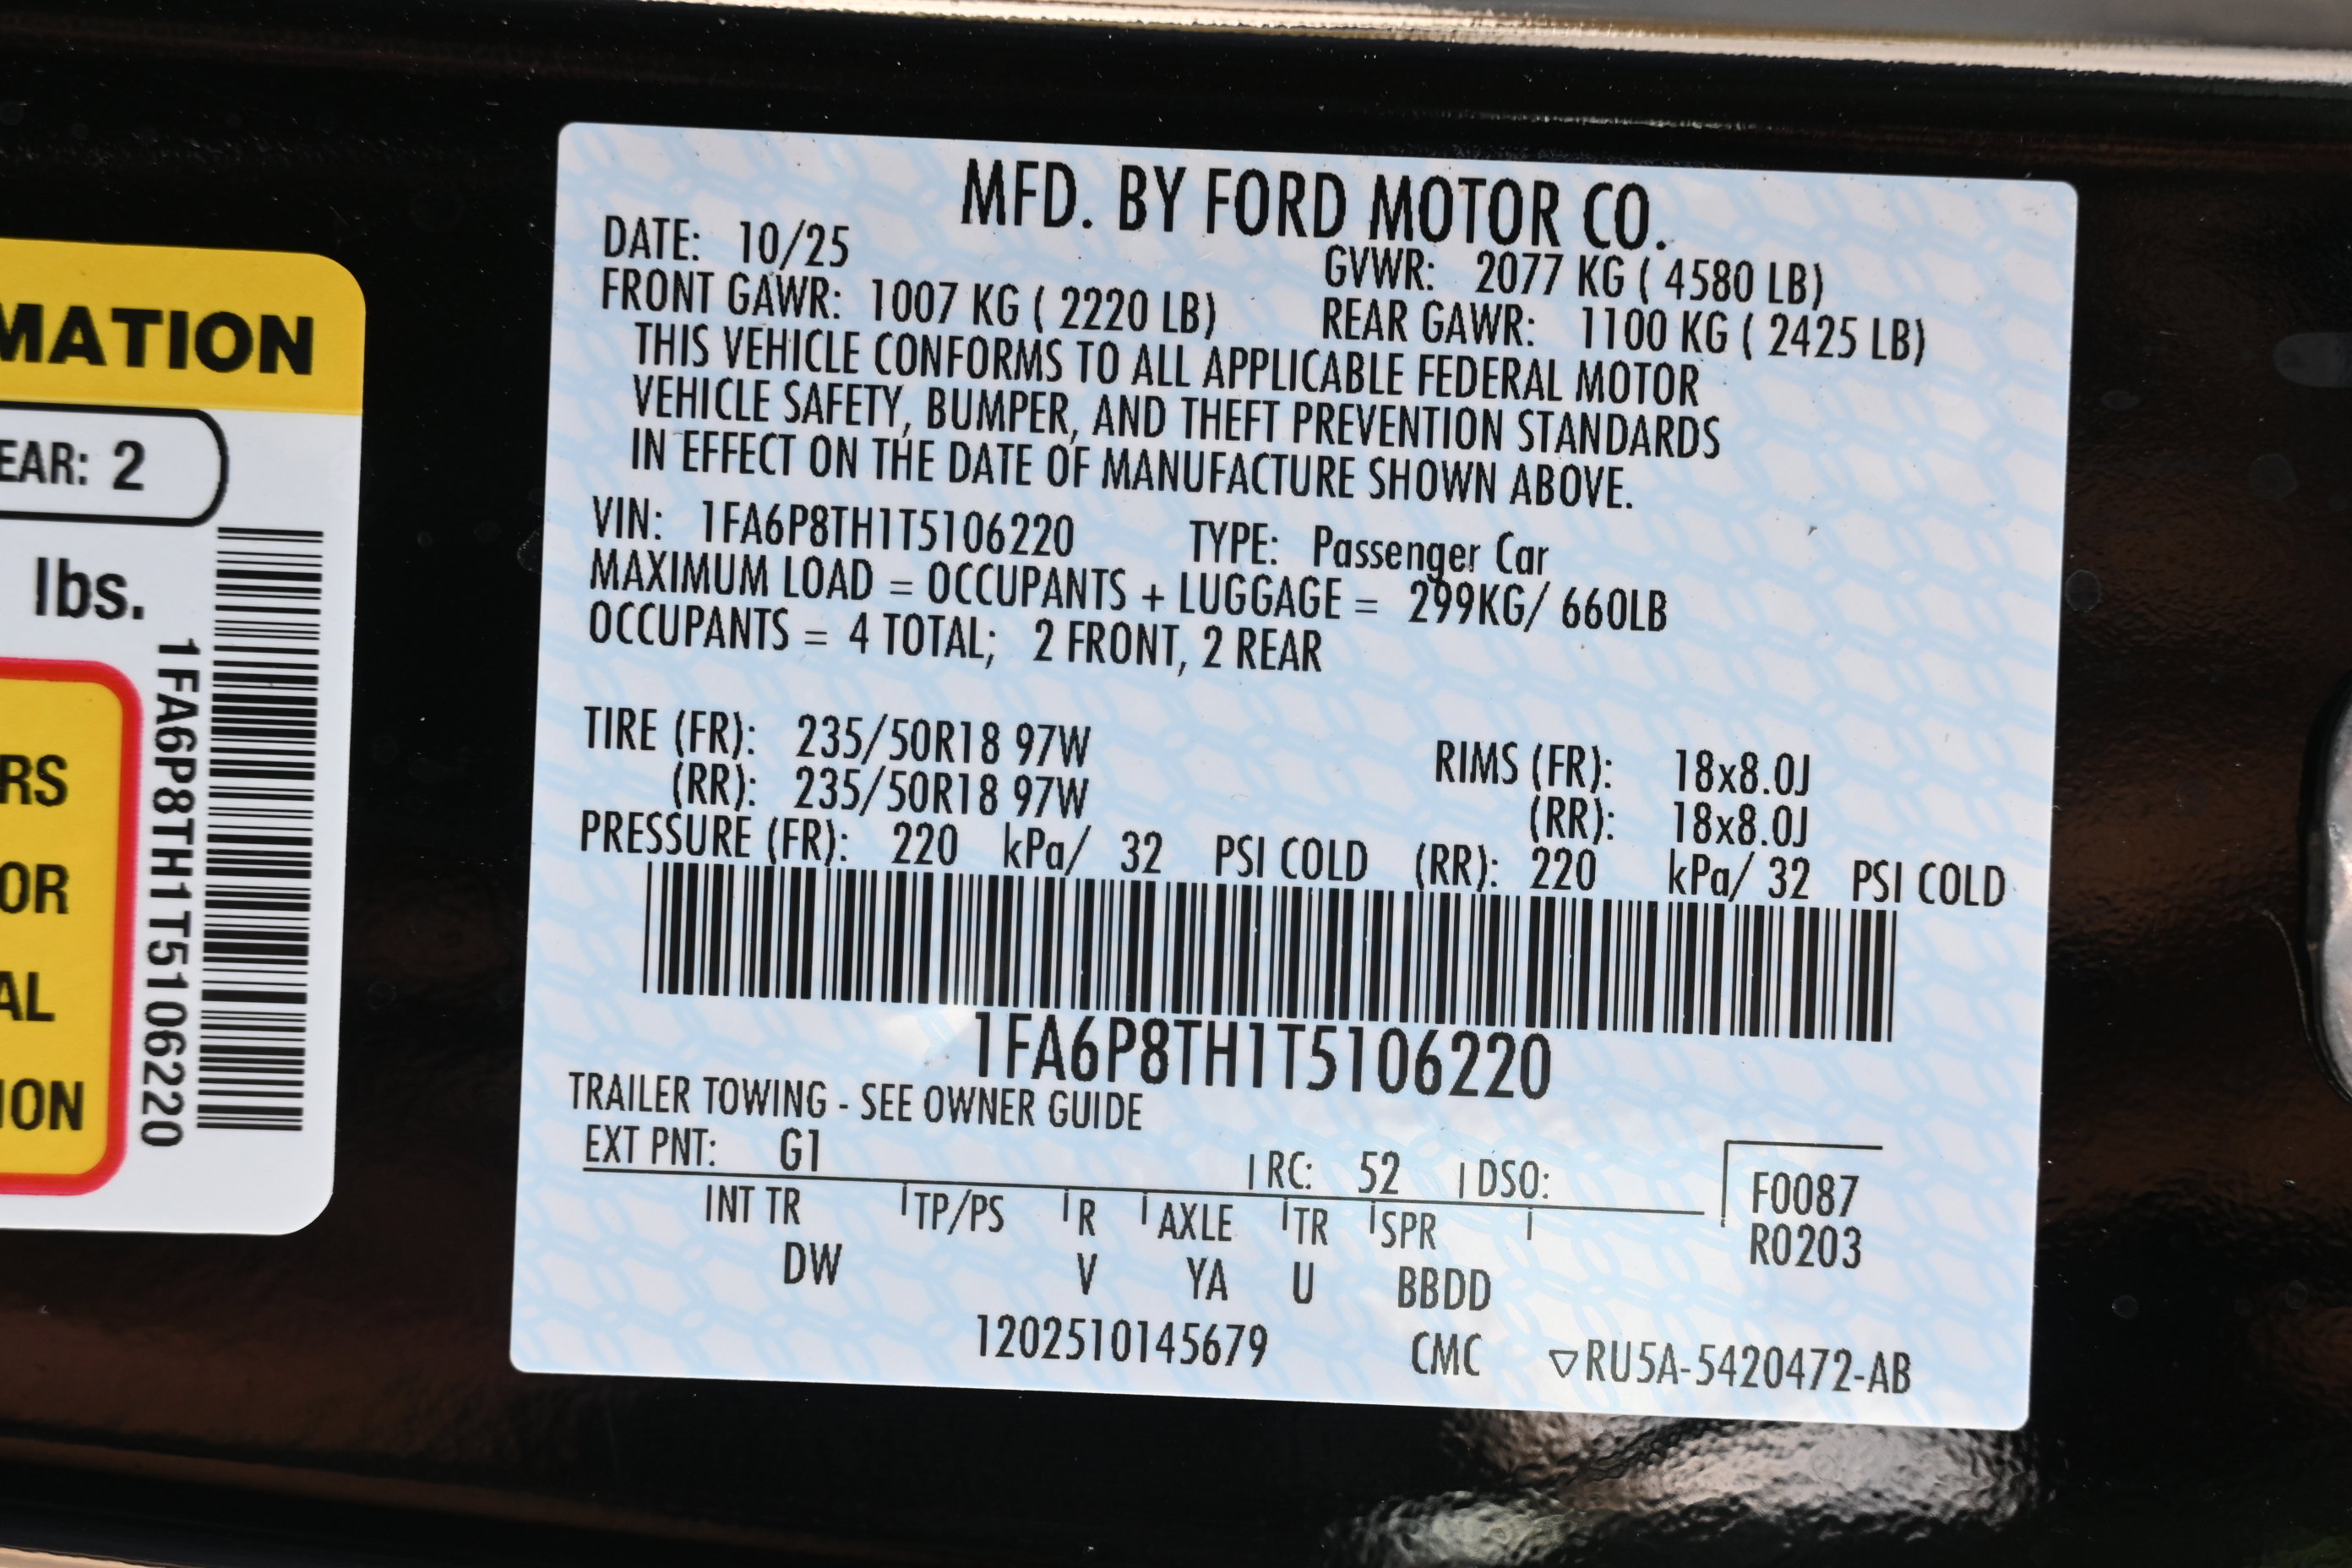 MATION
EAR: 2
lbs.
RS
OR
AL
ION
1FA6P8TH1T5106220
MFD. BY FORD MOTOR CO.
DATE: 10/25 GVWR: 2077 KG ( 4580 LB)
FRONT GAWR: 1007 KG ( 2220 LB) REAR GAWR: 1100 KG ( 2425 LB)
THIS VEHICLE CONFORMS TO ALL APPLICABLE FEDERAL MOTOR
VEHICLE SAFETY, BUMPER, AND THEFT PREVENTION STANDARDS
IN EFFECT ON THE DATE OF MANUFACTURE SHOWN ABOVE.
VIN: 1FA6P8TH1T5106220 TYPE: Passenger Car
MAXIMUM LOAD = OCCUPANTS + LUGGAGE = 299KG/ 660LB
OCCUPANTS = 4 TOTAL; 2 FRONT, 2 REAR
TIRE (FR): 235/50R18 97W RIMS (FR): 18x8.0J
(RR): 235/50R18 97W (RR): 18x8.0J
PRESSURE (FR): 220 kPa/ 32 PSI COLD (RR): 220 kPa/ 32 PSI COLD
1FA6P8TH1T5106220
TRAILER TOWING - SEE OWNER GUIDE
EXT PNT: G1 RC: 52 DSO: F0087
INT TR TP/PS R AXLE TR SPR R0203
DW V YA U BBDD
1202510145679 CMC ▽RU5A-5420472-AB